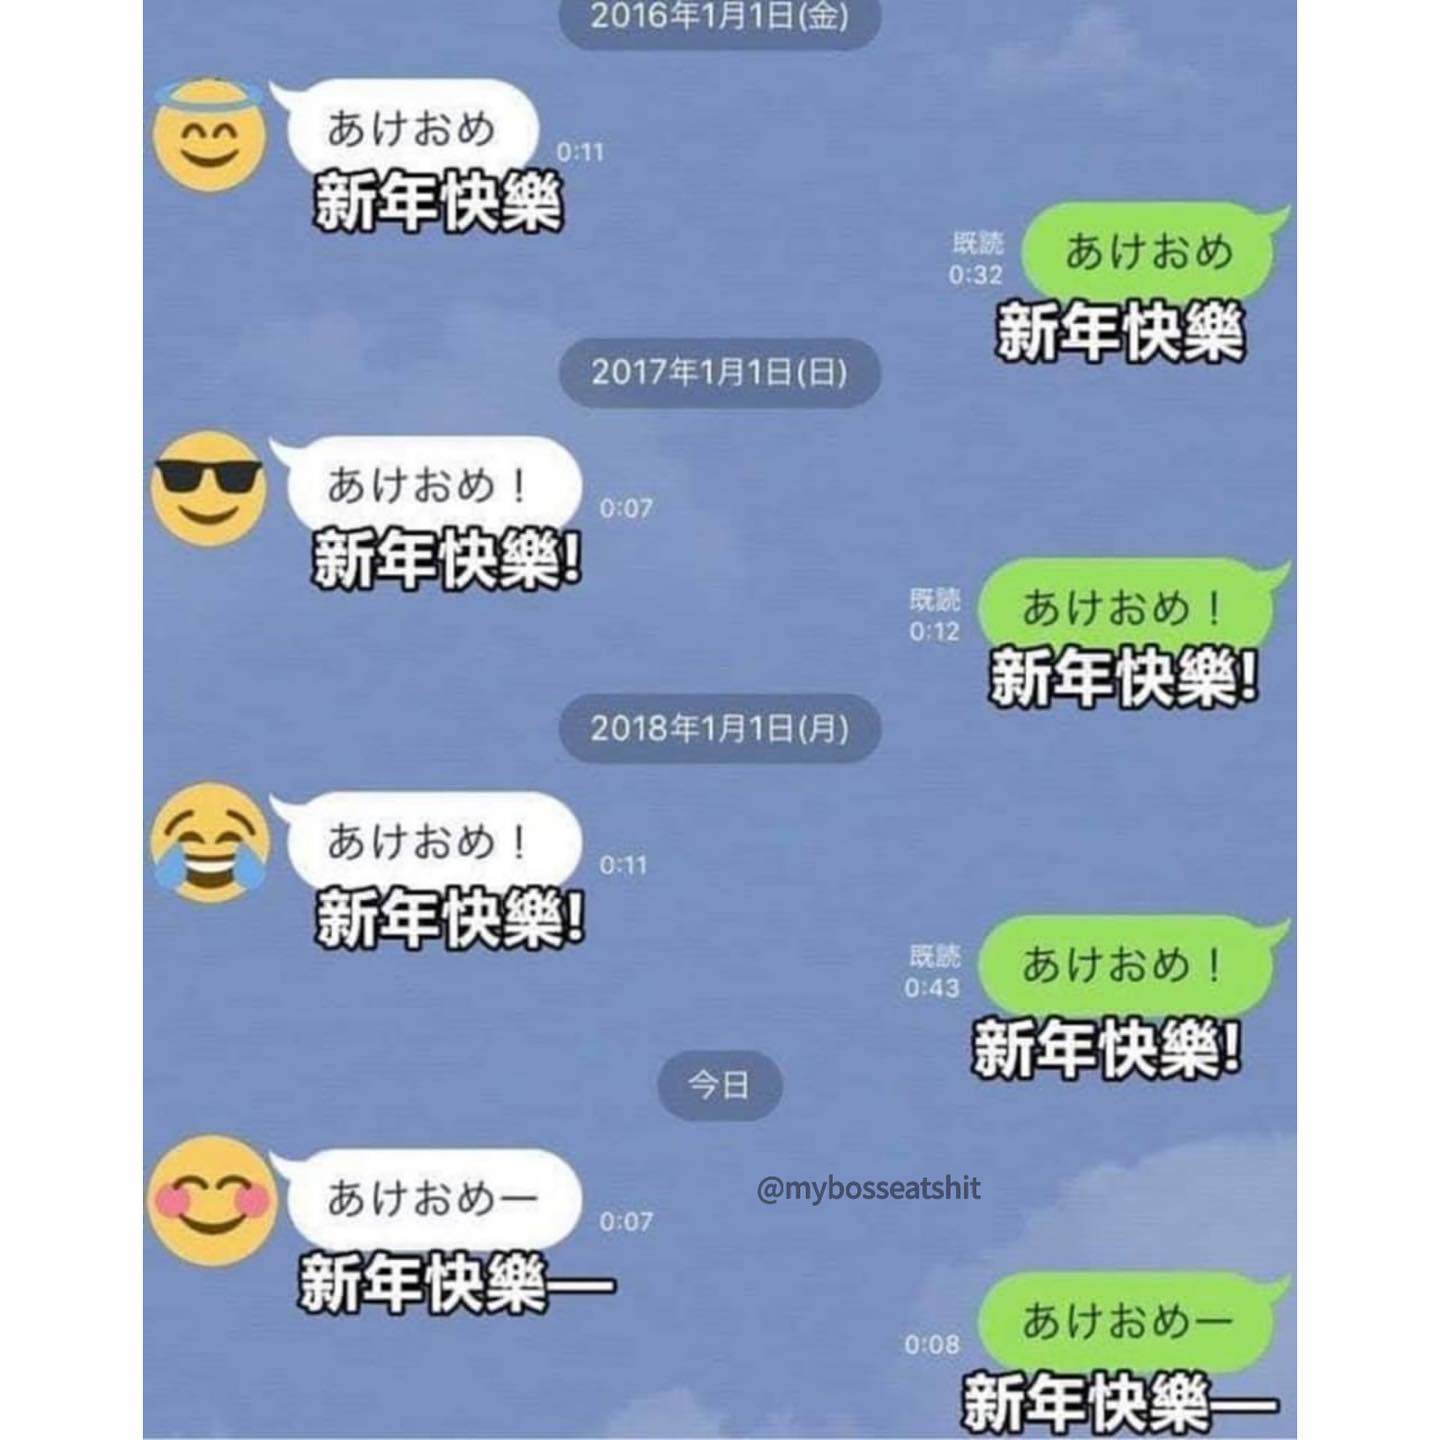 2016年1月1日(金)
あけおめ
0:11
新年快樂
既読
0:32
あけおめ
新年快樂
2017年1月1日(日)
あけおめ！
0:07
新年快樂!
既読
0:12
あけおめ！
新年快樂!
2018年1月1日(月)
あけおめ！
0:11
新年快樂!
既読
0:43
あけおめ！
新年快樂!
今日
あけおめー
0:07
新年快樂—
@mybosseatshit
0:08
あけおめー
新年快樂—